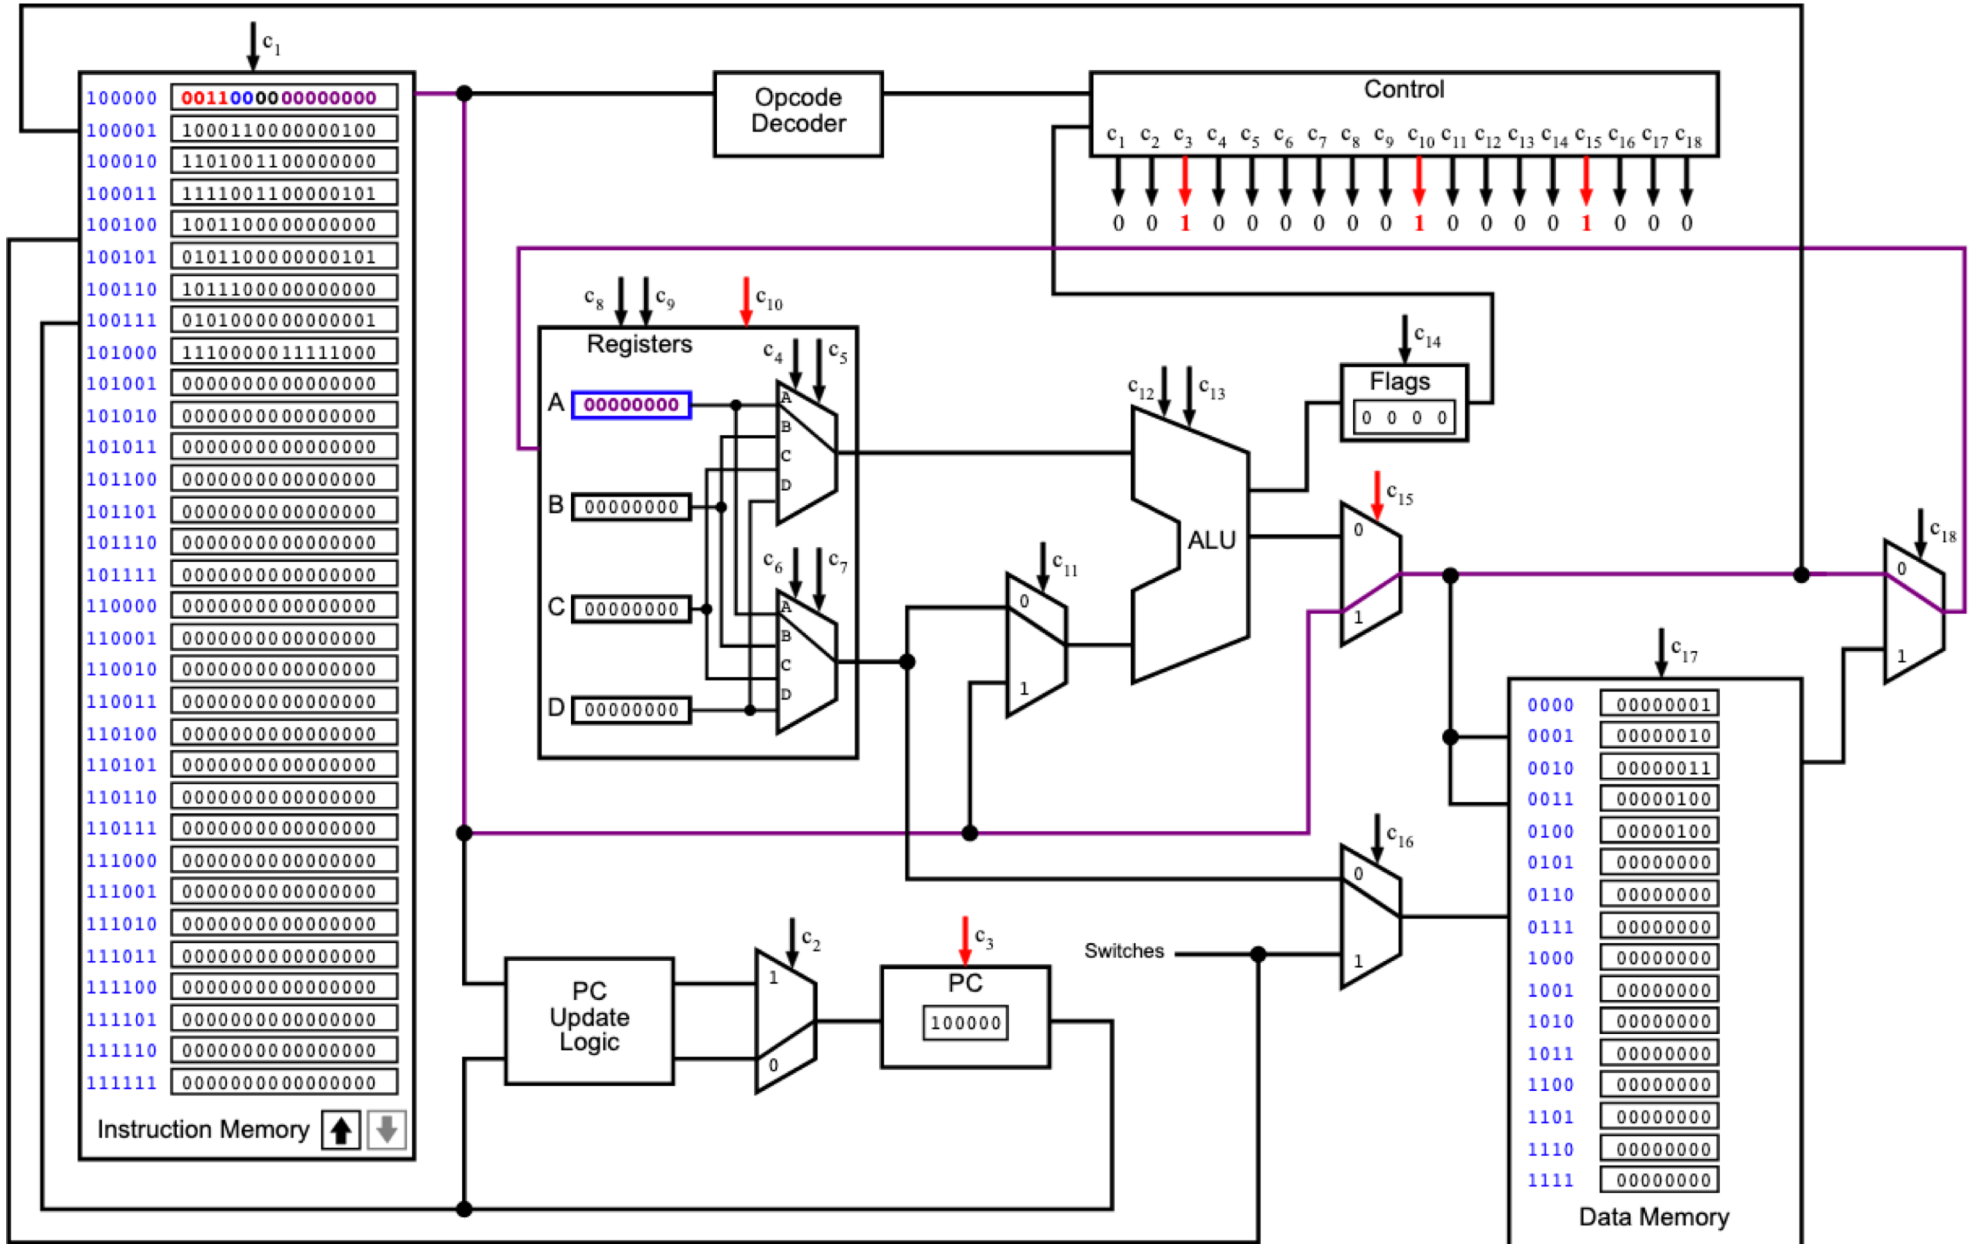 c1
100000 0011000000000000
100001 1000110000000100
100010 1101001100000000
100011 1111001100000101
100100 1001100000000000
100101 0101100000000101
100110 1011100000000000
100111 0101000000000001
101000 1110000011111000
101001 0000000000000000
101010 0000000000000000
101011 0000000000000000
101100 0000000000000000
101101 0000000000000000
101110 0000000000000000
101111 0000000000000000
110000 0000000000000000
110001 0000000000000000
110010 0000000000000000
110011 0000000000000000
110100 0000000000000000
110101 0000000000000000
110110 0000000000000000
110111 0000000000000000
111000 0000000000000000
111001 0000000000000000
111010 0000000000000000
111011 0000000000000000
111100 0000000000000000
111101 0000000000000000
111110 0000000000000000
111111 0000000000000000
Instruction Memory
Opcode
Decoder
Control
c1 c2 c3 c4 c5 c6 c7 c8 c9 c10 c11 c12 c13 c14 c15 c16 c17 c18
0 0 1 0 0 0 0 0 0 1 0 0 0 0 1 0 0 0
c8 c9 c10
Registers
c4 c5
A 00000000
B 00000000
C 00000000
D 00000000
A
B
C
D
c6 c7
A
B
C
D
c11
0
1
c12 c13
ALU
c14
Flags
0 0 0 0
c15
0
1
c18
0
1
c16
0
1
Switches
PC
Update
Logic
c2
1
0
c3
PC
100000
c17
0000 00000001
0001 00000010
0010 00000011
0011 00000100
0100 00000100
0101 00000000
0110 00000000
0111 00000000
1000 00000000
1001 00000000
1010 00000000
1011 00000000
1100 00000000
1101 00000000
1110 00000000
1111 00000000
Data Memory